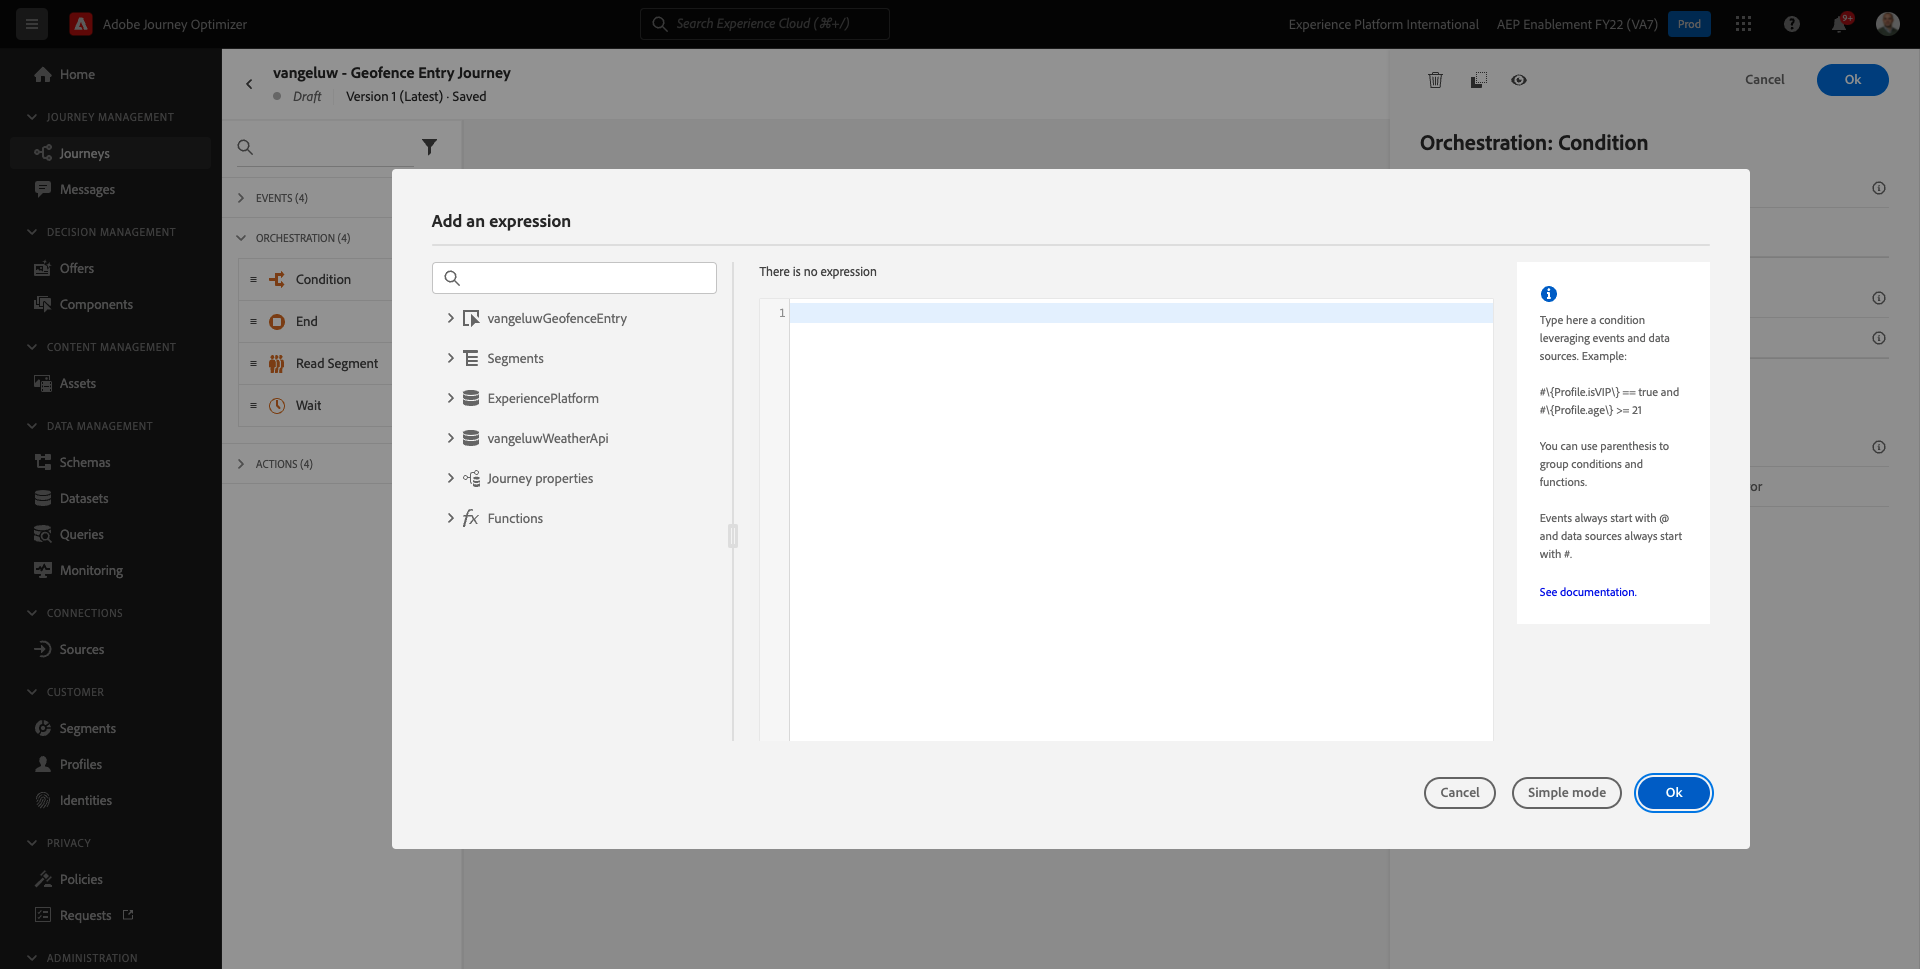 Adobe Journey Optimizer
Search Experience Cloud (⌘+/)
Experience Platform International
AEP Enablement FY22 (VA7)
Prod
9+
Home
JOURNEY MANAGEMENT
Journeys
Messages
DECISION MANAGEMENT
Offers
Components
CONTENT MANAGEMENT
Assets
DATA MANAGEMENT
Schemas
Datasets
Queries
Monitoring
CONNECTIONS
Sources
CUSTOMER
Segments
Profiles
Identities
PRIVACY
Policies
Requests
ADMINISTRATION
vangeluw - Geofence Entry Journey
Draft
Version 1 (Latest) · Saved
EVENTS (4)
ORCHESTRATION (4)
Condition
End
Read Segment
Wait
ACTIONS (4)
Cancel
Ok
Orchestration: Condition
or
Add an expression
vangeluwGeofenceEntry
Segments
ExperiencePlatform
vangeluwWeatherApi
Journey properties
fx Functions
There is no expression
1
Type here a condition
leveraging events and data
sources. Example:
#\{Profile.isVIP\} == true and
#\{Profile.age\} >= 21
You can use parenthesis to
group conditions and
functions.
Events always start with @
and data sources always start
with #.
See documentation.
Cancel
Simple mode
Ok